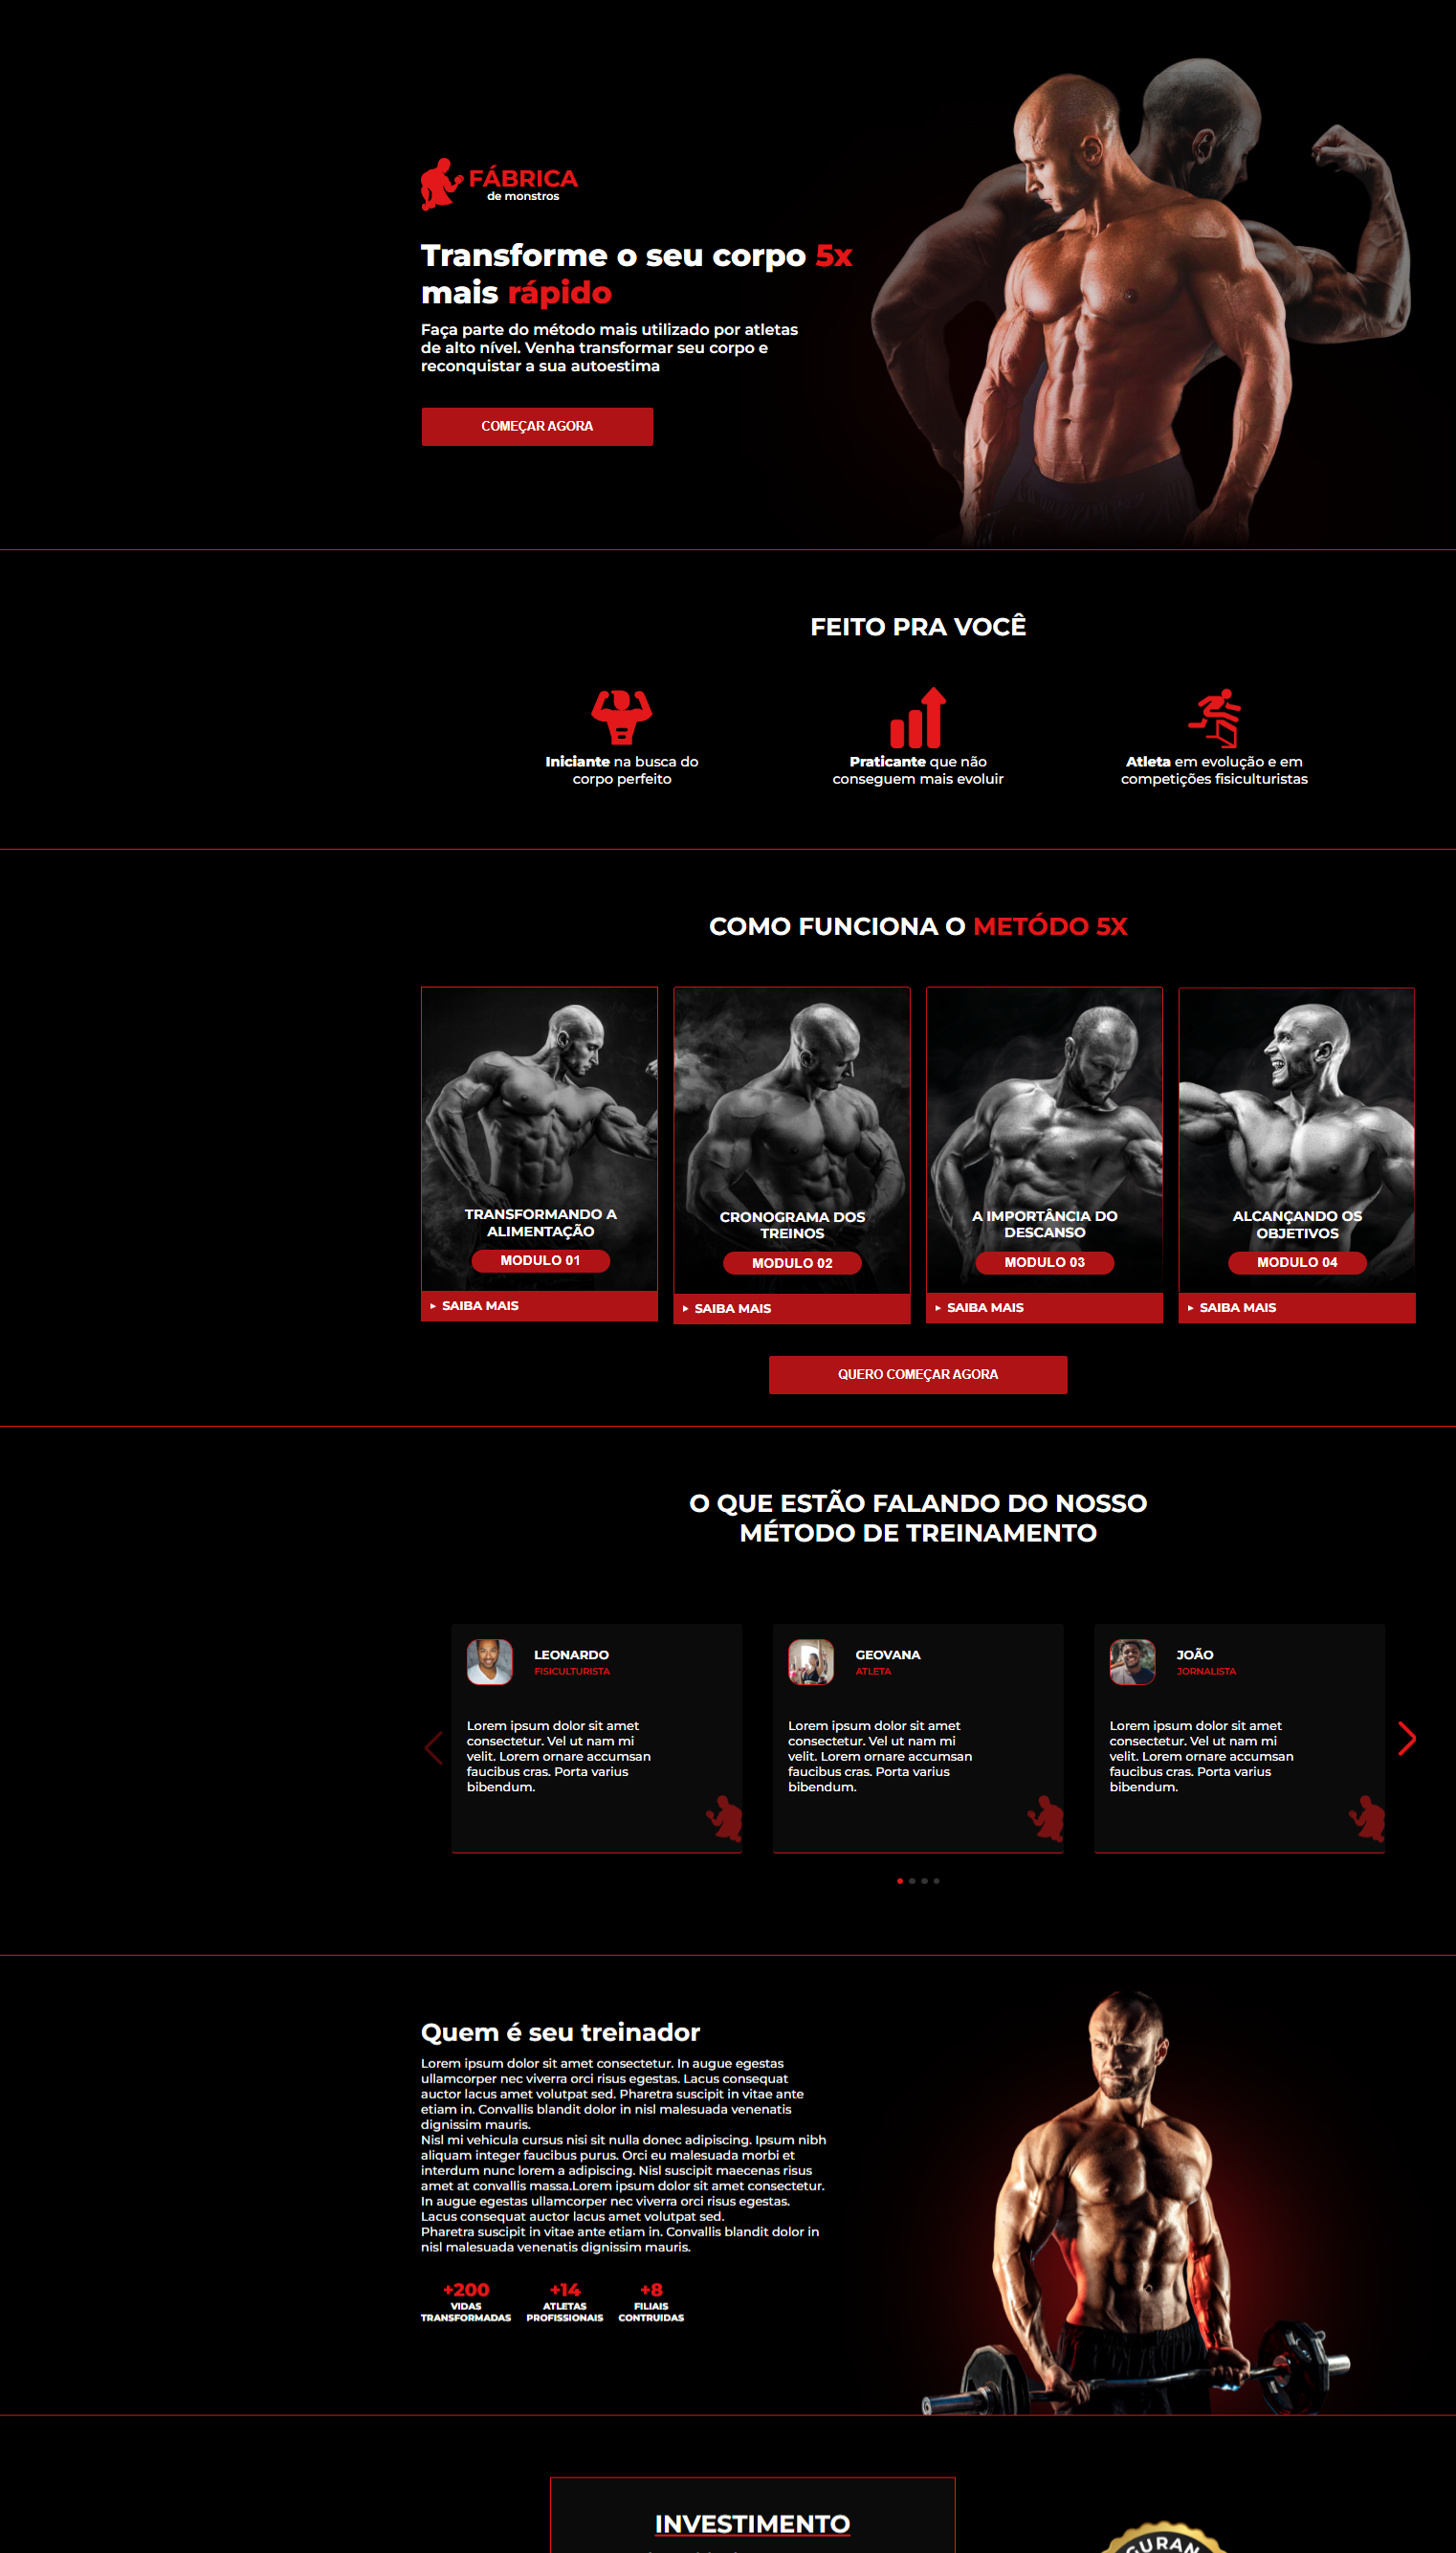 FÁBRICA
de monstros
Transforme o seu corpo 5x
mais rápido
Faça parte do método mais utilizado por atletas
de alto nível. Venha transformar seu corpo e
reconquistar a sua autoestima
COMEÇAR AGORA
FEITO PRA VOCÊ
Iniciante na busca do
corpo perfeito
Praticante que não
conseguem mais evoluir
Atleta em evolução e em
competições fisiculturistas
COMO FUNCIONA O METÓDO 5X
TRANSFORMANDO A
ALIMENTAÇÃO
MODULO 01
SAIBA MAIS
CRONOGRAMA DOS
TREINOS
MODULO 02
SAIBA MAIS
A IMPORTÂNCIA DO
DESCANSO
MODULO 03
SAIBA MAIS
ALCANÇANDO OS
OBJETIVOS
MODULO 04
SAIBA MAIS
QUERO COMEÇAR AGORA
O QUE ESTÃO FALANDO DO NOSSO
MÉTODO DE TREINAMENTO
LEONARDO
FISICULTURISTA
Lorem ipsum dolor sit amet
consectetur. Vel ut nam mi
velit. Lorem ornare accumsan
faucibus cras. Porta varius
bibendum.
GEOVANA
ATLETA
Lorem ipsum dolor sit amet
consectetur. Vel ut nam mi
velit. Lorem ornare accumsan
faucibus cras. Porta varius
bibendum.
JOÃO
JORNALISTA
Lorem ipsum dolor sit amet
consectetur. Vel ut nam mi
velit. Lorem ornare accumsan
faucibus cras. Porta varius
bibendum.
Quem é seu treinador
Lorem ipsum dolor sit amet consectetur. In augue egestas
ullamcorper nec viverra orci risus egestas. Lacus consequat
auctor lacus amet volutpat sed. Pharetra suscipit in vitae ante
etiam in. Convallis blandit dolor in nisl malesuada venenatis
dignissim mauris.
Nisl mi vehicula cursus nisi sit nulla donec adipiscing. Ipsum nibh
aliquam integer faucibus purus. Orci eu malesuada morbi et
interdum nunc lorem a adipiscing. Nisl suscipit maecenas risus
amet at convallis massa.Lorem ipsum dolor sit amet consectetur.
In augue egestas ullamcorper nec viverra orci risus egestas.
Lacus consequat auctor lacus amet volutpat sed.
Pharetra suscipit in vitae ante etiam in. Convallis blandit dolor in
nisl malesuada venenatis dignissim mauris.
+200
VIDAS
TRANSFORMADAS
+14
ATLETAS
PROFISSIONAIS
+8
FILIAIS
CONTRUIDAS
INVESTIMENTO